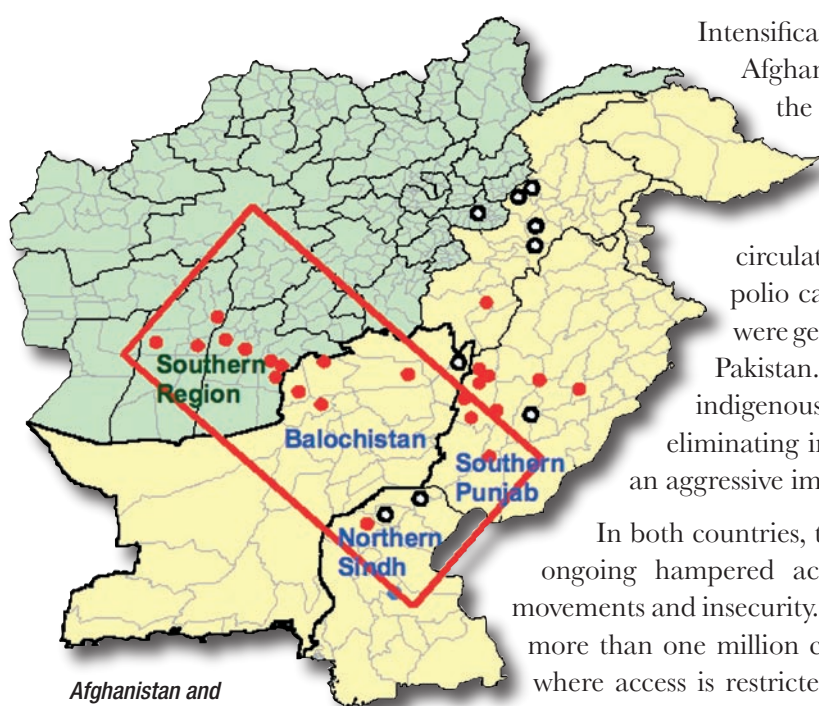 Intensifica
Afghan
the
circulat
polio ca
were ge
Pakistan.
indigenous
eliminating i
an aggressive im
In both countries, t
ongoing hampered ac
movements and insecurity.
more than one million c
where access is restricte
Southern
Region
Balochistan
Southern
Punjab
Northern
Sindh
Afghanistan and